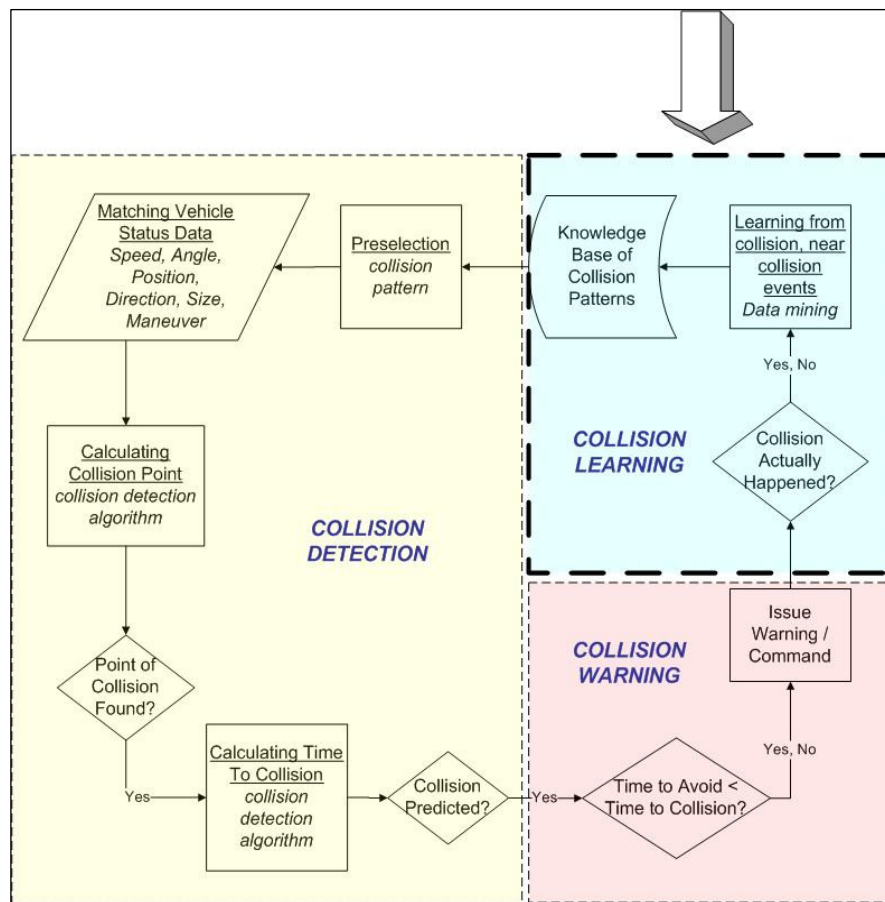 Matching Vehicle
Status Data
Speed, Angle,
Position,
Direction, Size,
Maneuver
Preselection
collision
pattern
Knowledge
Base of
Collision
Patterns
Learning from
collision, near
collision
events
Data mining
Yes, No
Collision
Actually
Happened?
COLLISION
LEARNING
Calculating
Collision Point
collision detection
algorithm
COLLISION
DETECTION
Point of
Collision
Found?
Yes
Calculating Time
To Collision
collision
detection
algorithm
Collision
Predicted?
Yes
COLLISION
WARNING
Time to Avoid <
Time to Collision?
Yes, No
Issue
Warning /
Command